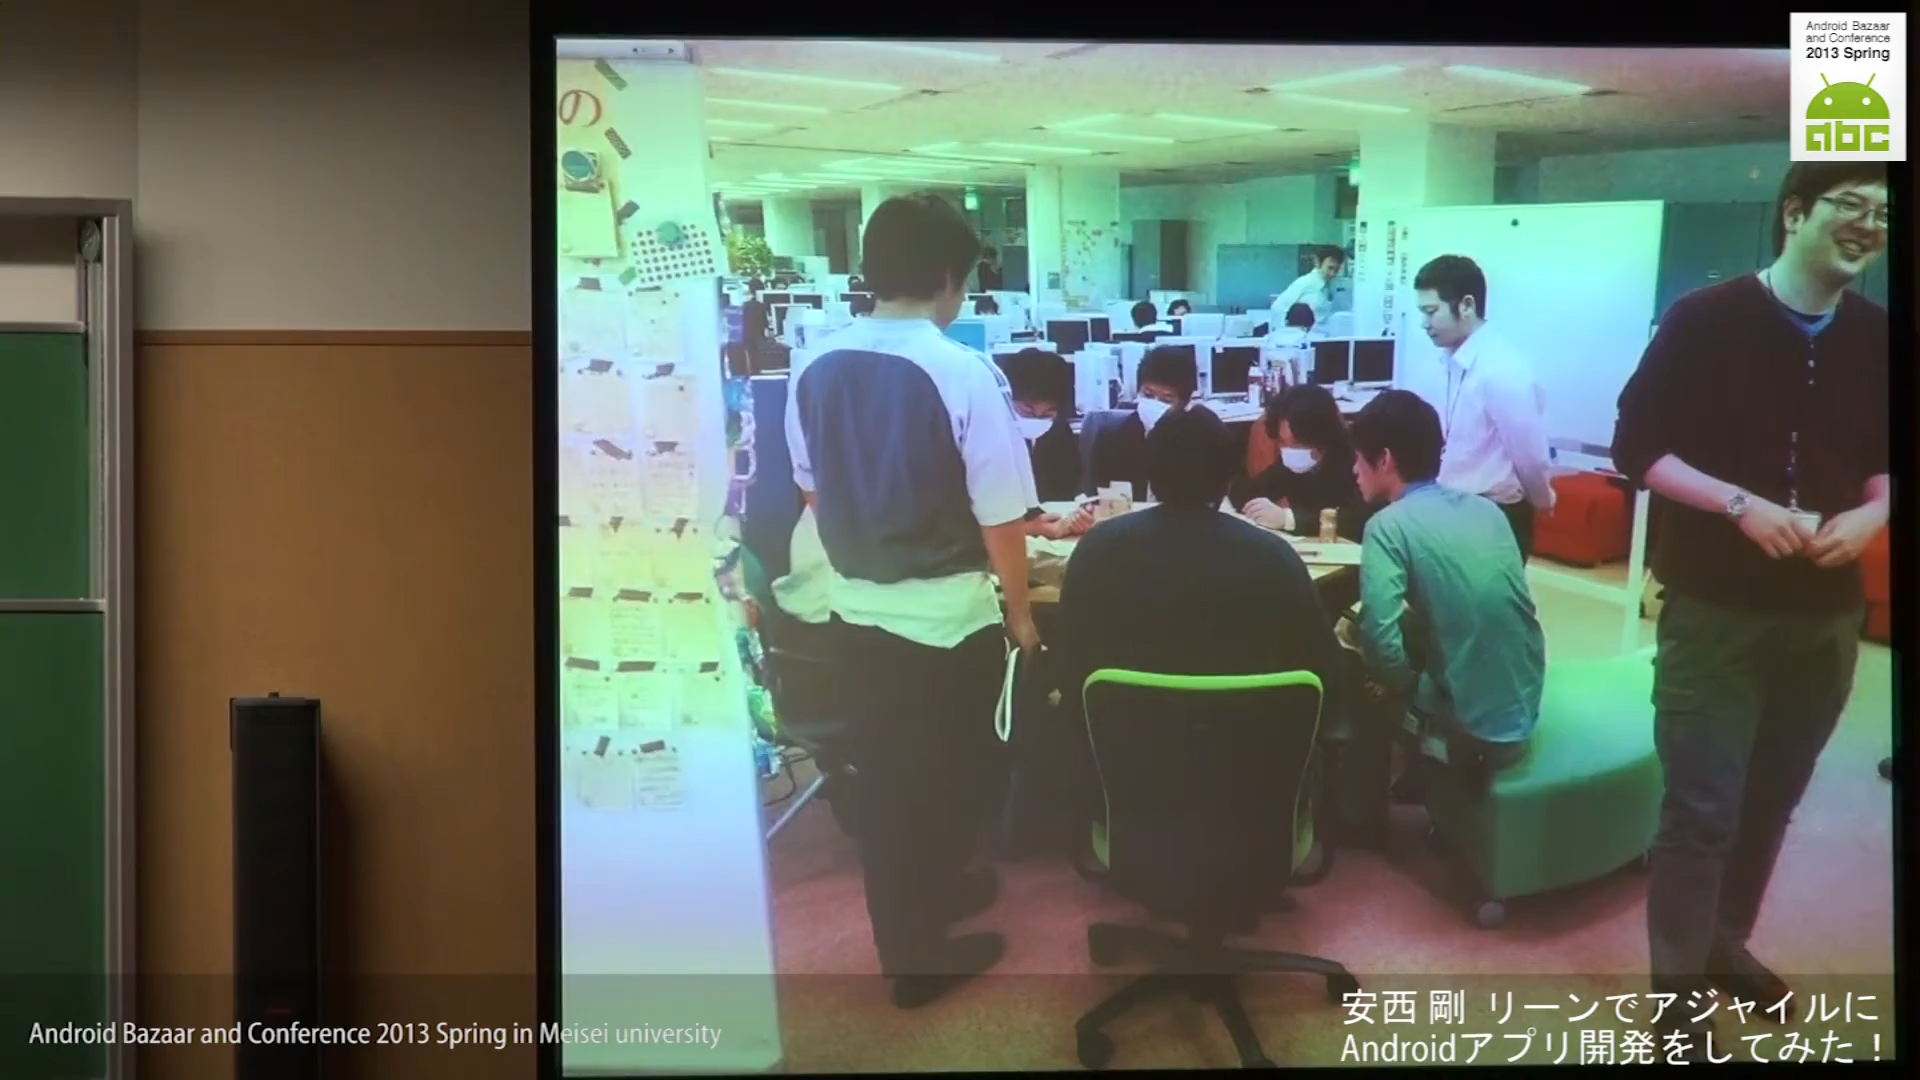 Android Bazaar
and Conference
2013 Spring
abc
の
Android Bazaar and Conference 2013 Spring in Meisei university
安西 剛 リーンでアジャイルに
Androidアプリ開発をしてみた！